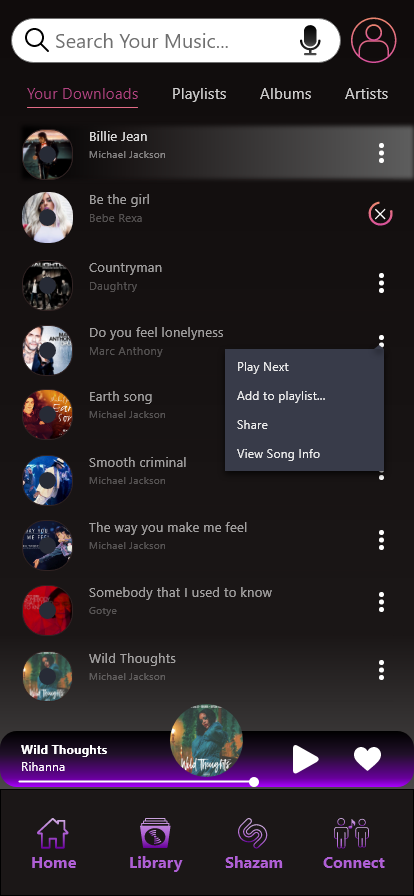 Search Your Music...
Your Downloads Playlists Albums Artists
Billie Jean
Michael Jackson
Be the girl
Bebe Rexa
Countryman
Daughtry
Do you feel lonelyness
Marc Anthony
Play Next
Add to playlist...
Share
View Song Info
Earth song
Michael Jackson
Smooth criminal
Michael Jackson
The way you make me feel
Michael Jackson
Somebody that I used to know
Gotye
Wild Thoughts
Michael Jackson
Wild Thoughts
Rihanna
Wild Thoughts
Home Library Shazam Connect